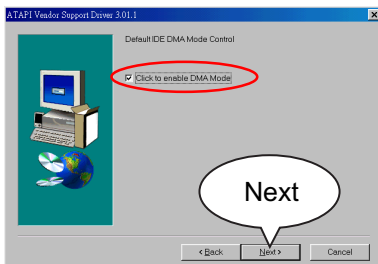 ATAPI Vendor Support Driver 3.01.1
Default IDE DMA Mode Control
Click to enable DMA Mode
Next
< Back
Next >
Cancel